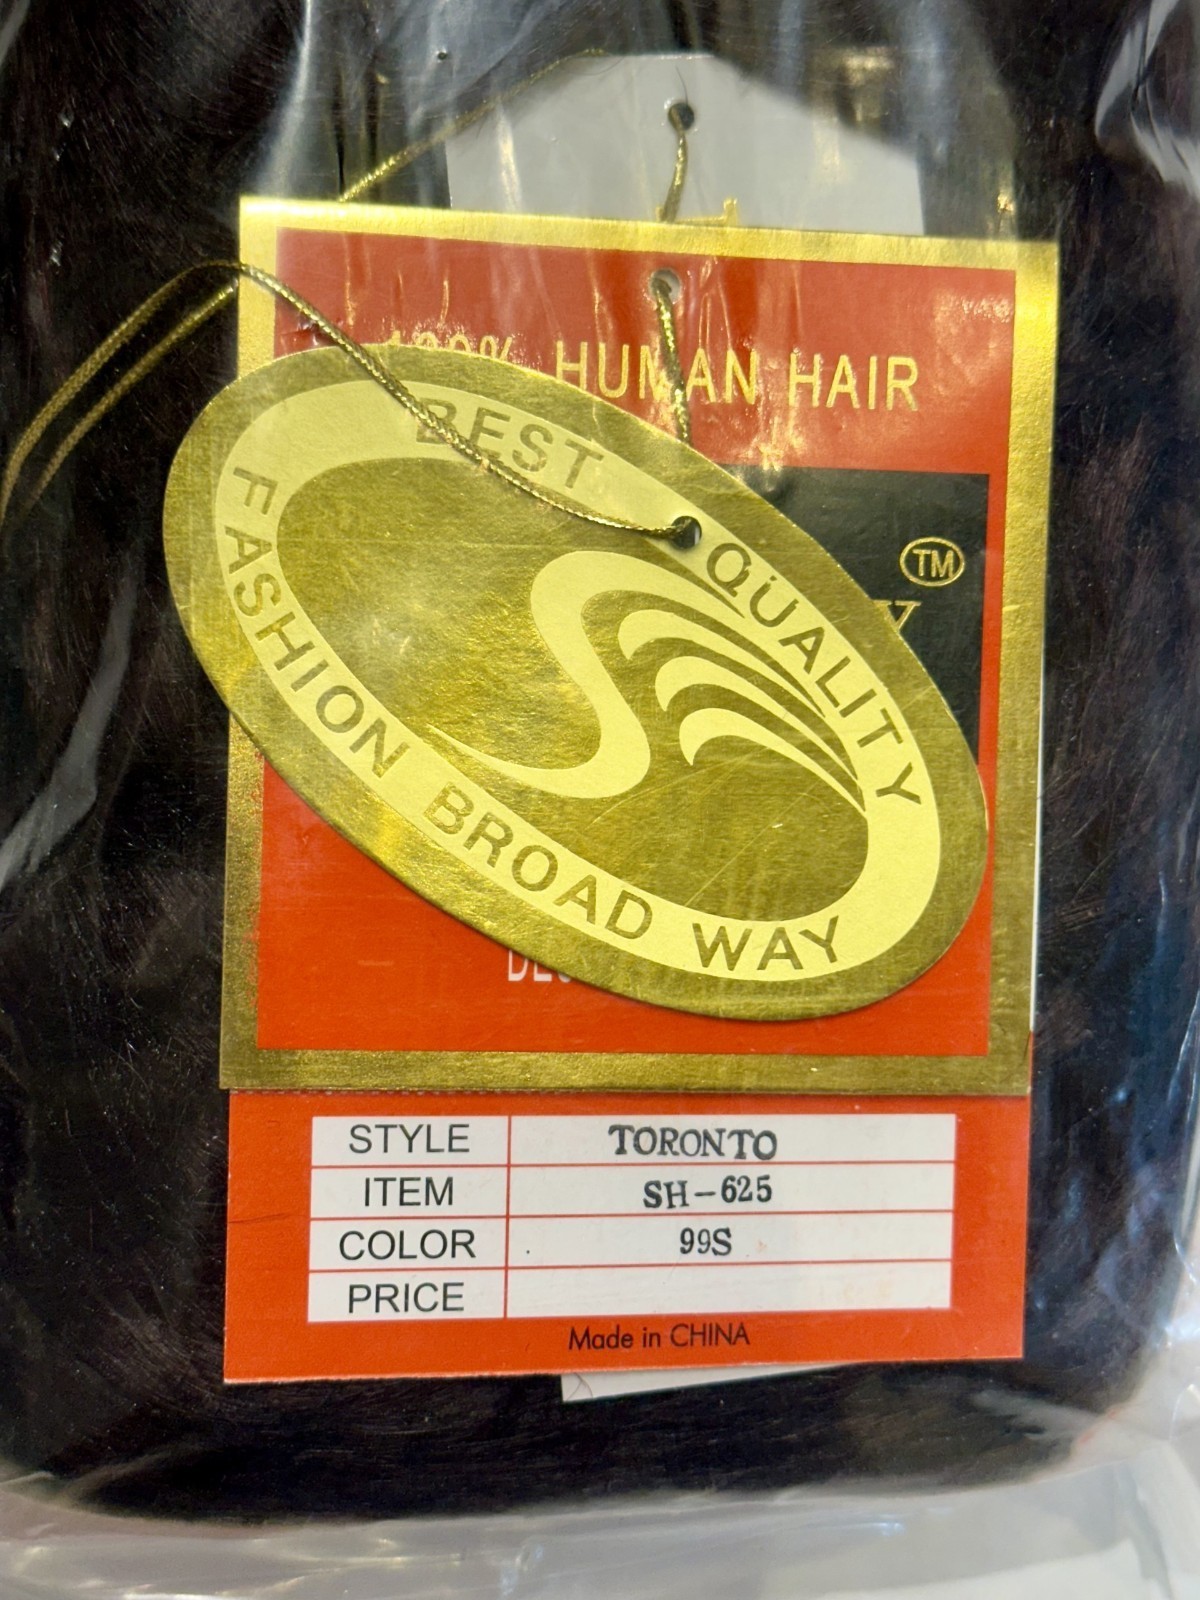 100% HUMAN HAIR
TM
BEST QUALITY
FASHION BROAD WAY
STYLE TORONTO
ITEM SH-625
COLOR 99S
PRICE
Made in CHINA